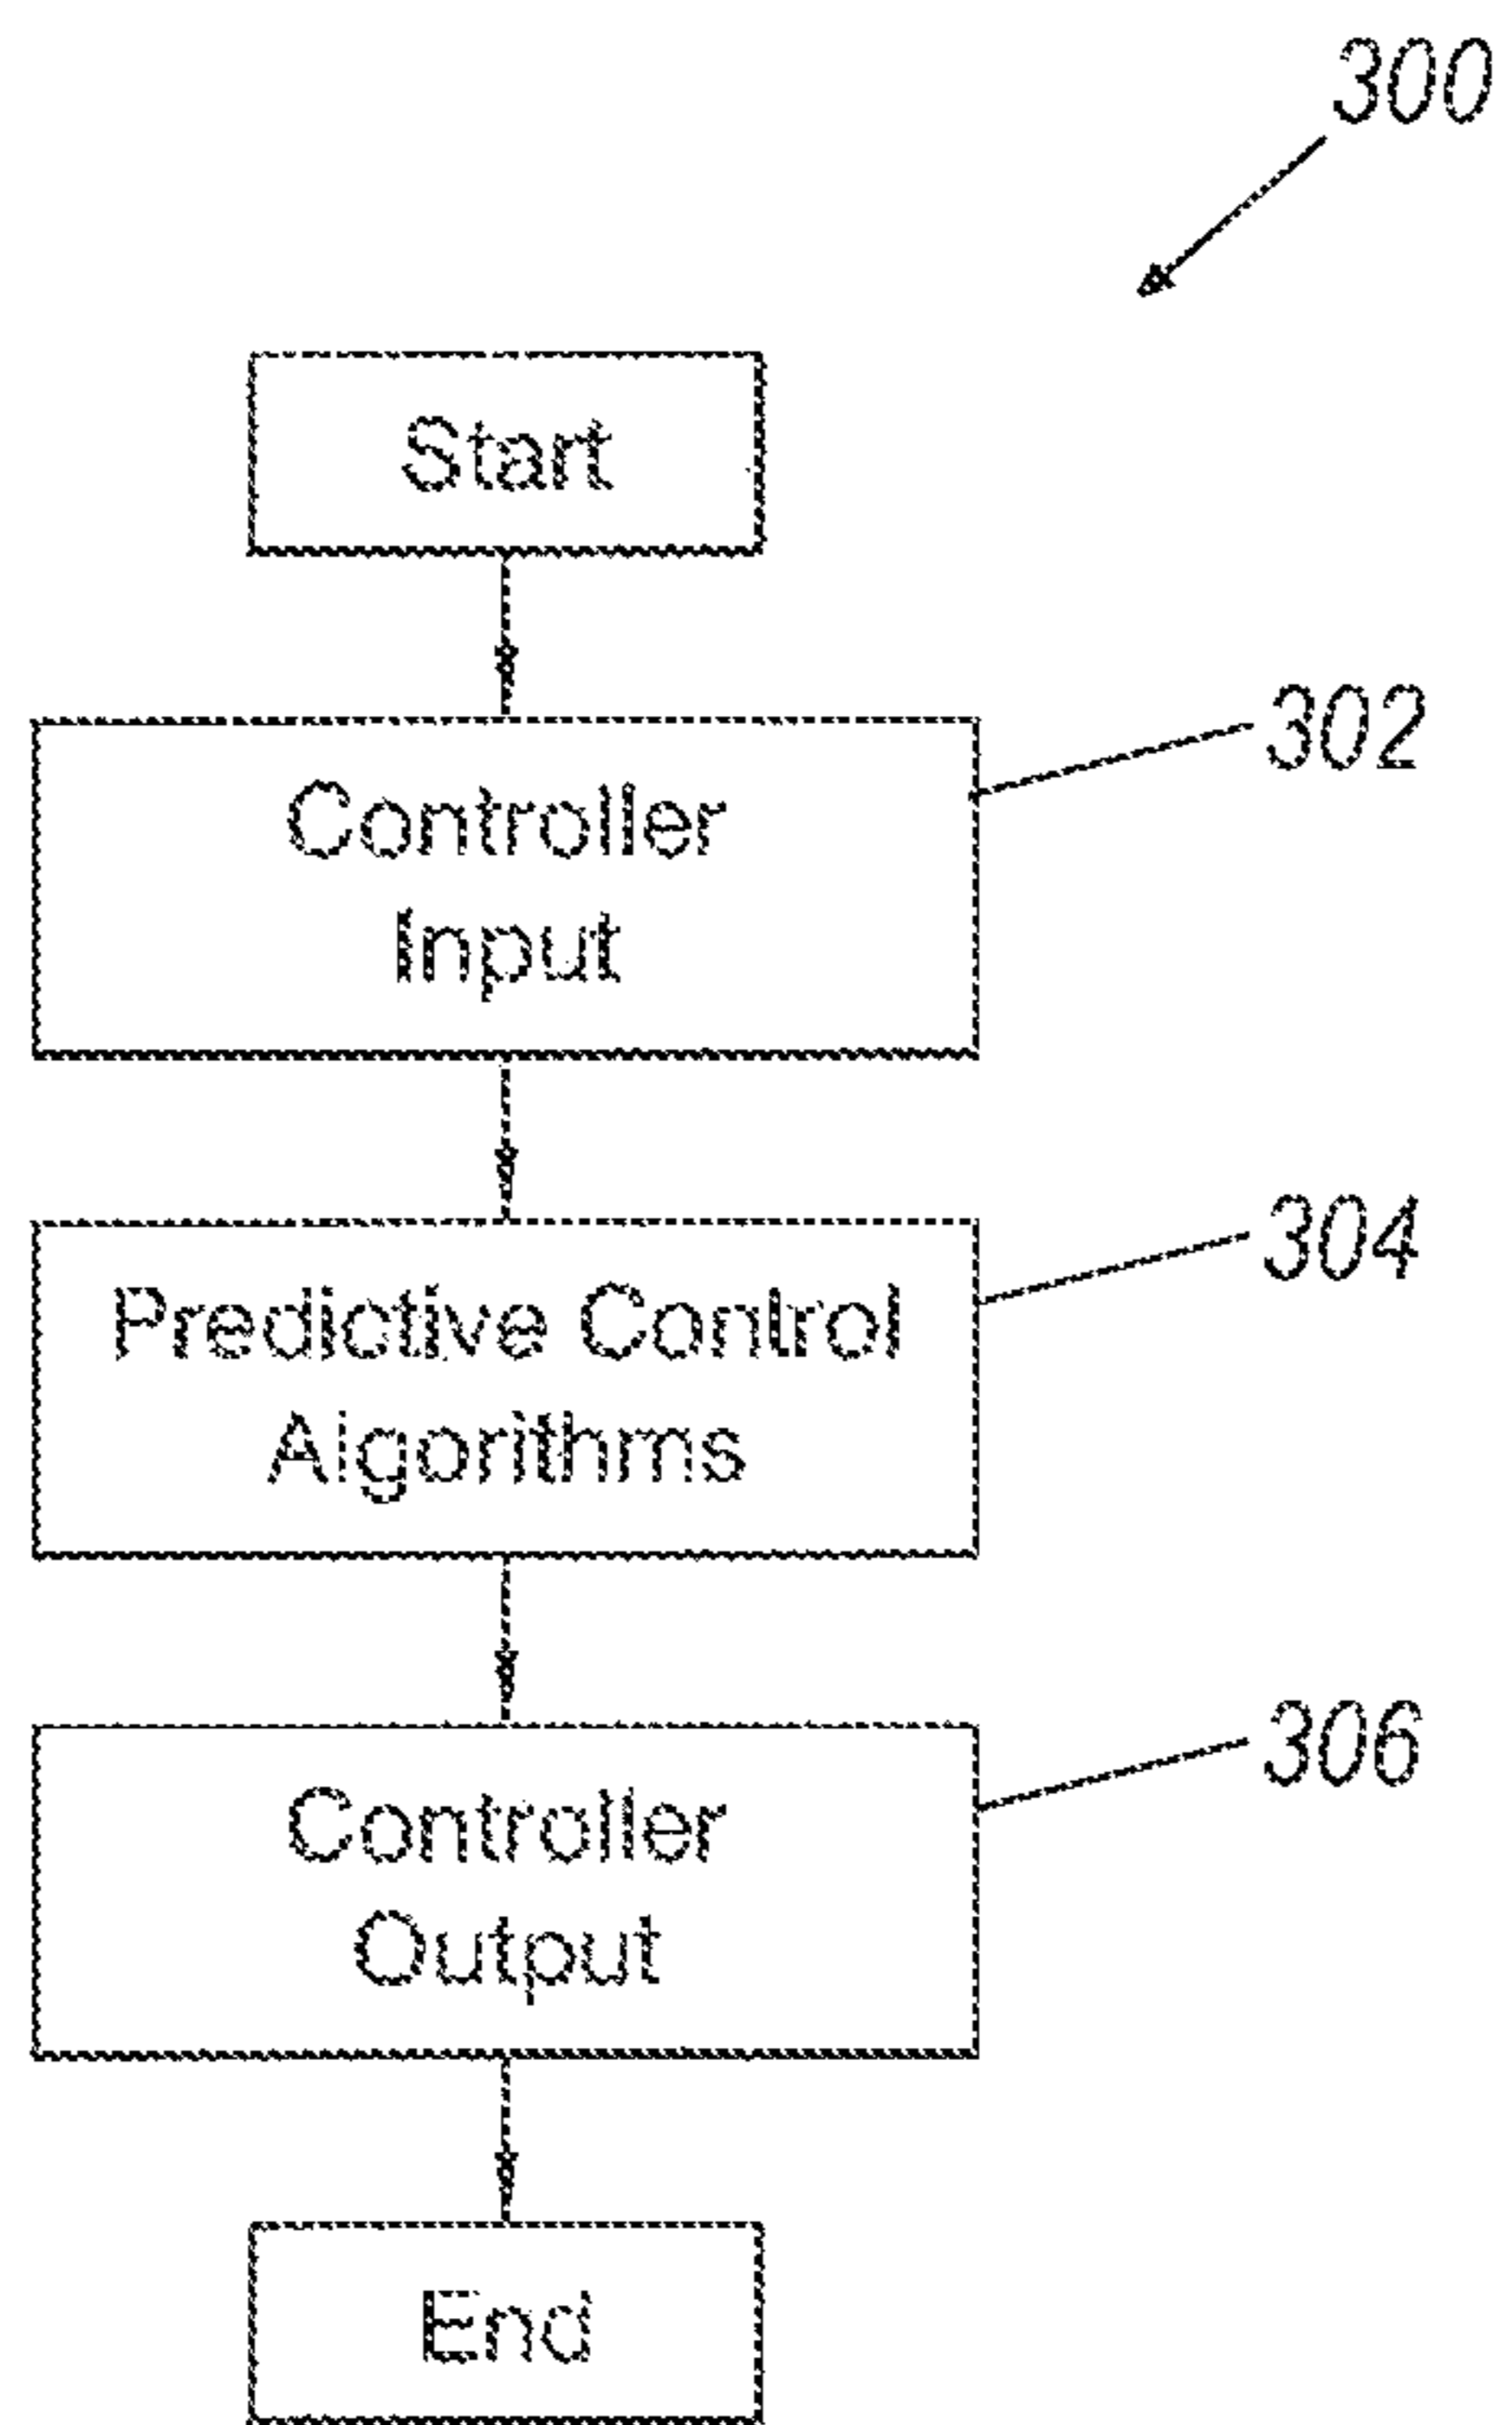 300
Start
302
Controller
Input
304
Predictive Control
Algorithms
306
Controller
Output
End